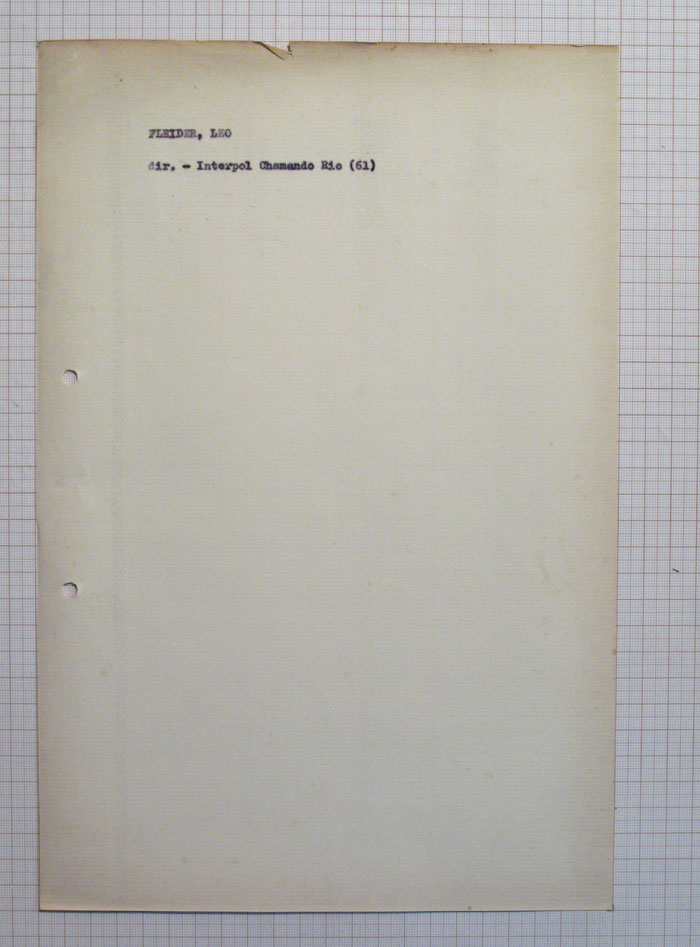 FLEIDER, LEO
dir. - Interpol Chamando Rio (61)